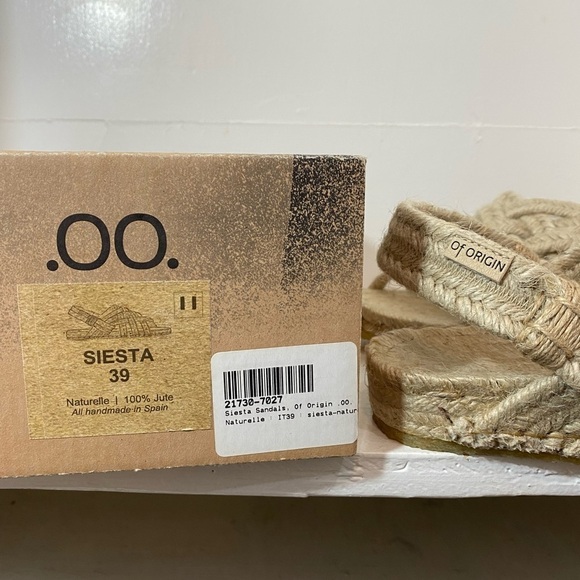 .OO.
SIESTA
39
Naturelle | 100% Jute
All handmade in Spain
21730-7027
Siesta Sandals, Of Origin .OO.
Naturelle : IT39 : siesta-natur
Of ORIGIN